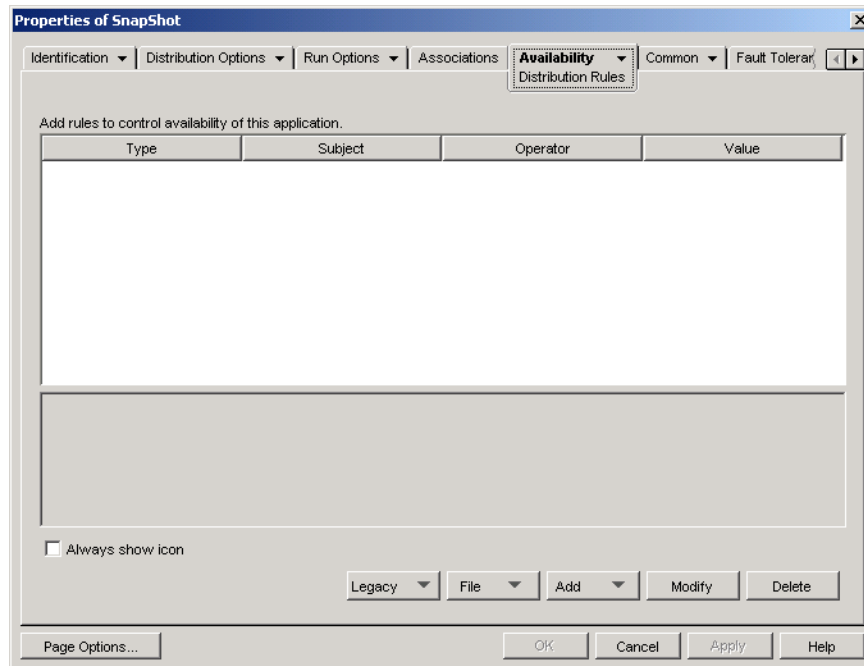 Properties of SnapShot
Identification Distribution Options Run Options Associations Availability Common Fault Toleran
Distribution Rules
Add rules to control availability of this application.
Type Subject Operator Value
Always show icon
Legacy File Add Modify Delete
Page Options... OK Cancel Apply Help